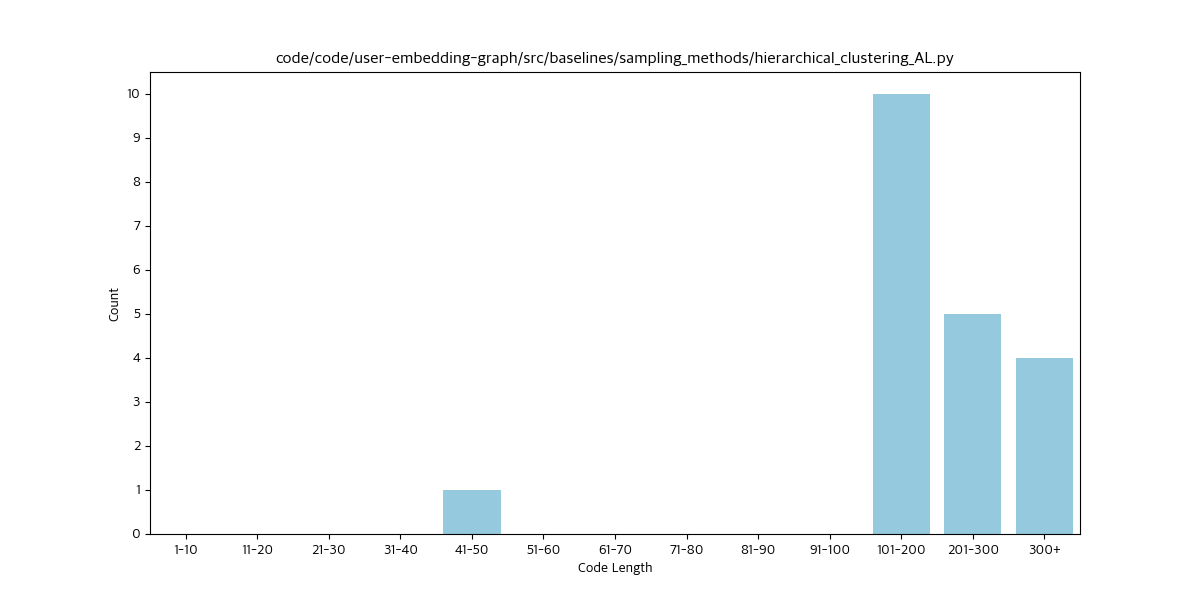 code/code/user-embedding-graph/src/baselines/sampling_methods/hierarchical_clustering_AL.py
10
9
8
7
6
5
4
3
2
1
0
Count
1-10 11-20 21-30 31-40 41-50 51-60 61-70 71-80 81-90 91-100 101-200 201-300 300+
Code Length